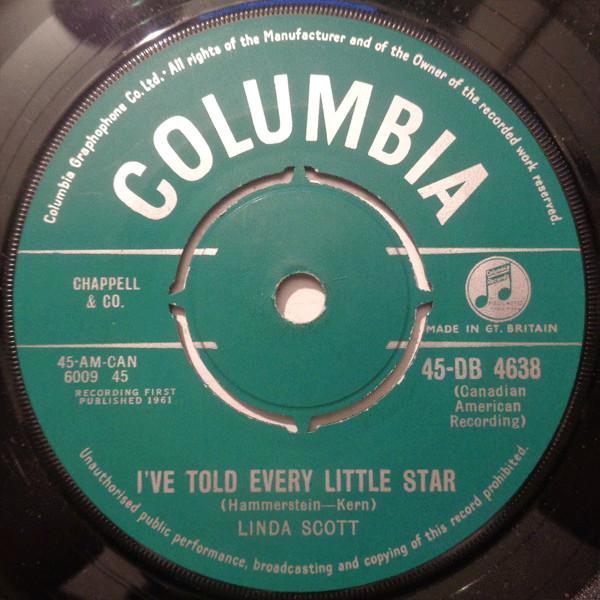 Columbia Graphophone Co. Ltd. • All rights of the Manufacturer and of the Owner of the recorded work reserved.
COLUMBIA
CHAPPELL
& CO.
Columbia
MADE IN GT. BRITAIN
45-AM-CAN
6009 45
RECORDING FIRST
PUBLISHED 1961
45-DB 4638
(Canadian
American
Recording)
I'VE TOLD EVERY LITTLE STAR
(Hammerstein—Kern)
LINDA SCOTT
Unauthorised public performance, broadcasting and copying of this record prohibited.